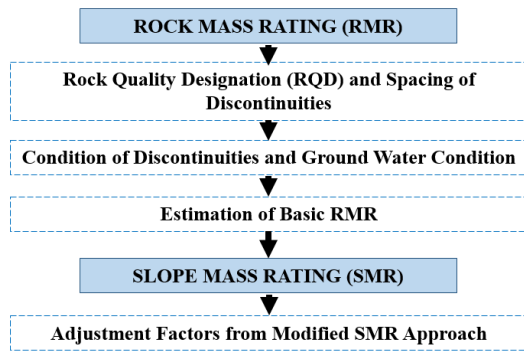 ROCK MASS RATING (RMR)
Rock Quality Designation (RQD) and Spacing of
Discontinuities
Condition of Discontinuities and Ground Water Condition
Estimation of Basic RMR
SLOPE MASS RATING (SMR)
Adjustment Factors from Modified SMR Approach